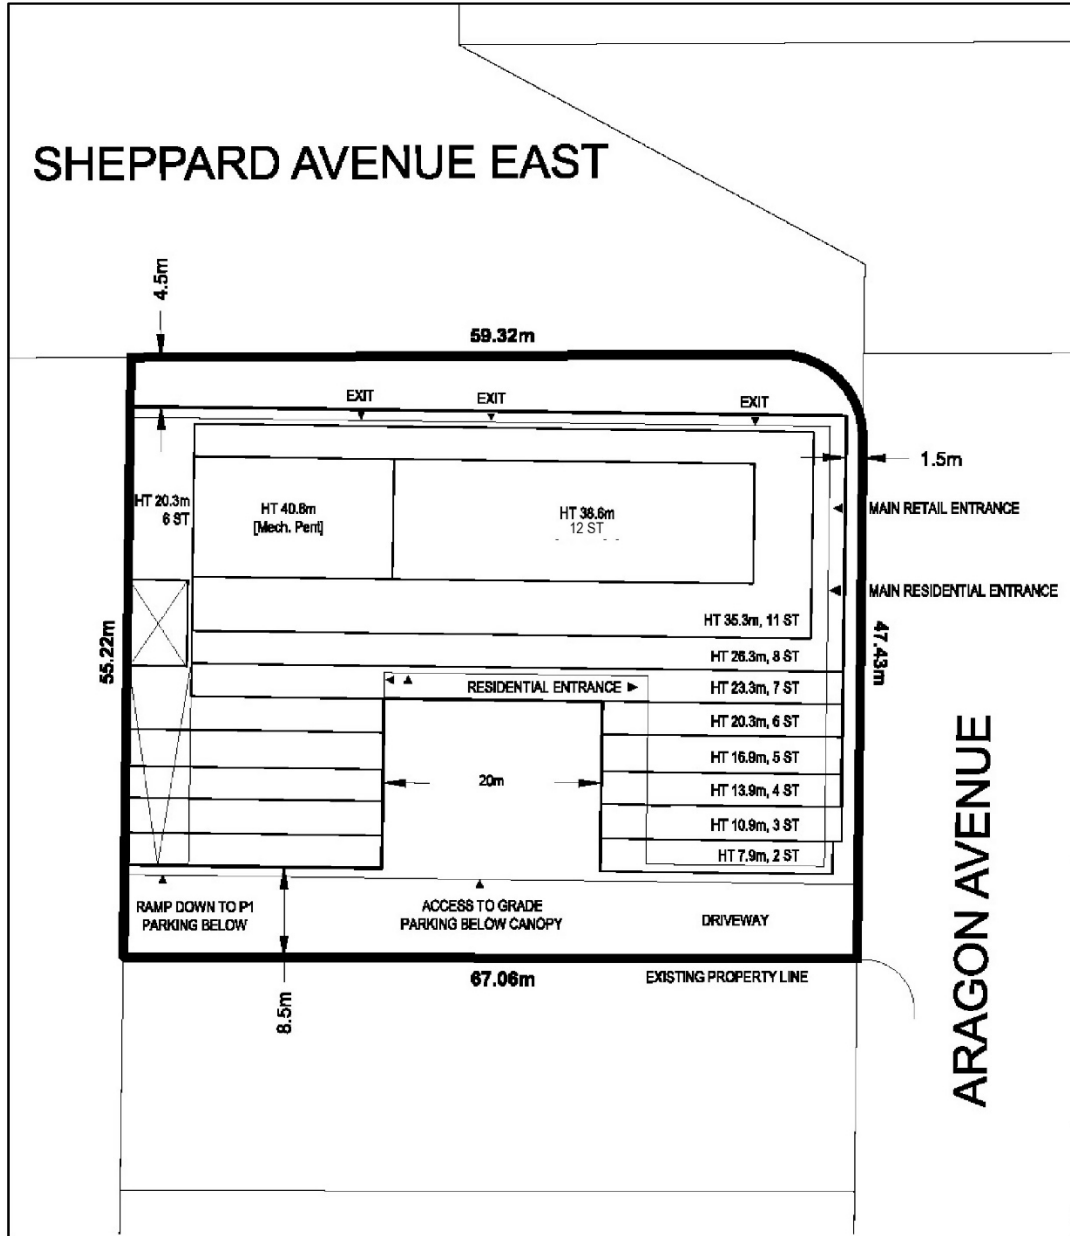 SHEPPARD AVENUE EAST
4.5m
59.32m
EXIT
EXIT
EXIT
1.5m
HT 20.3m
6 ST
HT 40.8m
[Mech. Pent]
HT 38.6m
12 ST
MAIN RETAIL ENTRANCE
MAIN RESIDENTIAL ENTRANCE
HT 35.3m, 11 ST
55.22m
47.43m
HT 26.3m, 8 ST
HT 23.3m, 7 ST
RESIDENTIAL ENTRANCE
HT 20.3m, 6 ST
HT 16.9m, 5 ST
20m
HT 13.9m, 4 ST
HT 10.9m, 3 ST
HT 7.9m, 2 ST
ARAGON AVENUE
RAMP DOWN TO P1
PARKING BELOW
ACCESS TO GRADE
PARKING BELOW CANOPY
DRIVEWAY
8.5m
67.06m
EXISTING PROPERTY LINE